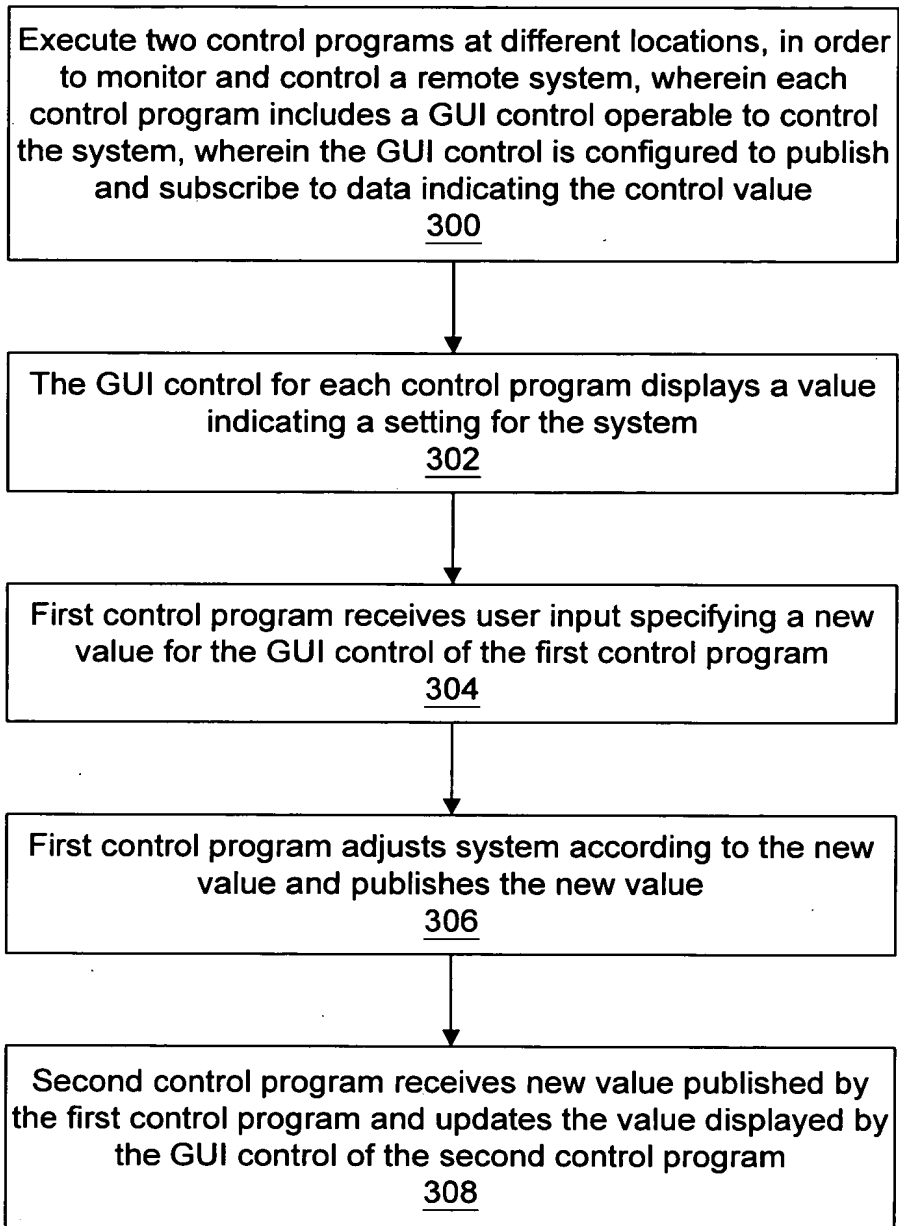 Execute two control programs at different locations, in order
to monitor and control a remote system, wherein each
control program includes a GUI control operable to control
the system, wherein the GUI control is configured to publish
and subscribe to data indicating the control value
300
The GUI control for each control program displays a value
indicating a setting for the system
302
First control program receives user input specifying a new
value for the GUI control of the first control program
304
First control program adjusts system according to the new
value and publishes the new value
306
Second control program receives new value published by
the first control program and updates the value displayed by
the GUI control of the second control program
308